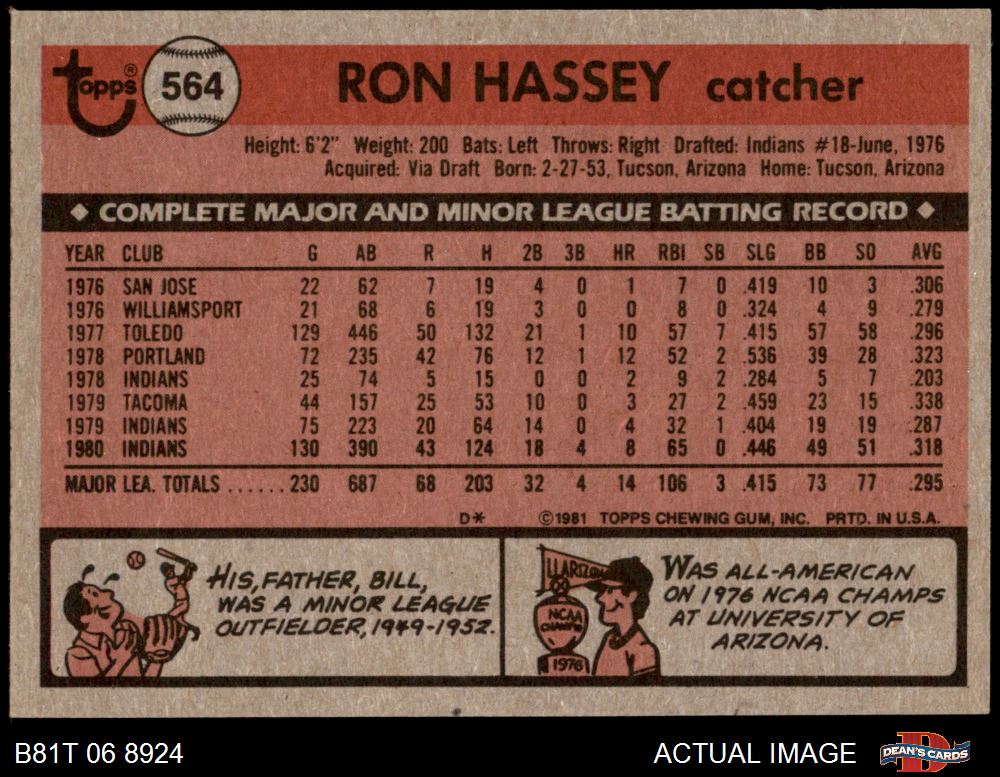 topps®
564
RON HASSEY catcher
Height: 6'2" Weight: 200 Bats: Left Throws: Right Drafted: Indians #18-June, 1976
Acquired: Via Draft Born: 2-27-53, Tucson, Arizona Home: Tucson, Arizona
◆ COMPLETE MAJOR AND MINOR LEAGUE BATTING RECORD ◆
YEAR CLUB G AB R H 2B 3B HR RBI SB SLG BB SO AVG
1976 SAN JOSE 22 62 7 19 4 0 1 7 0 .419 10 3 .306
1976 WILLIAMSPORT 21 68 6 19 3 0 0 8 0 .324 4 9 .279
1977 TOLEDO 129 446 50 132 21 1 10 57 7 .415 57 58 .296
1978 PORTLAND 72 235 42 76 12 1 12 52 2 .536 39 28 .323
1978 INDIANS 25 74 5 15 0 0 2 9 2 .284 5 7 .203
1979 TACOMA 44 157 25 53 10 0 3 27 2 .459 23 15 .338
1979 INDIANS 75 223 20 64 14 0 4 32 1 .404 19 19 .287
1980 INDIANS 130 390 43 124 18 4 8 65 0 .446 49 51 .318
MAJOR LEA. TOTALS ...... 230 687 68 203 32 4 14 106 3 .415 73 77 .295
D* ©1981 TOPPS CHEWING GUM, INC. PRTD. IN U.S.A.
HIS, FATHER, BILL,
WAS A MINOR LEAGUE
OUTFIELDER, 1949-1952.
U. ARIZONA
NCAA
CHAMPS
1976
WAS ALL-AMERICAN
ON 1976 NCAA CHAMPS
AT UNIVERSITY OF
ARIZONA.
B81T 06 8924
ACTUAL IMAGE
DEAN'S CARDS